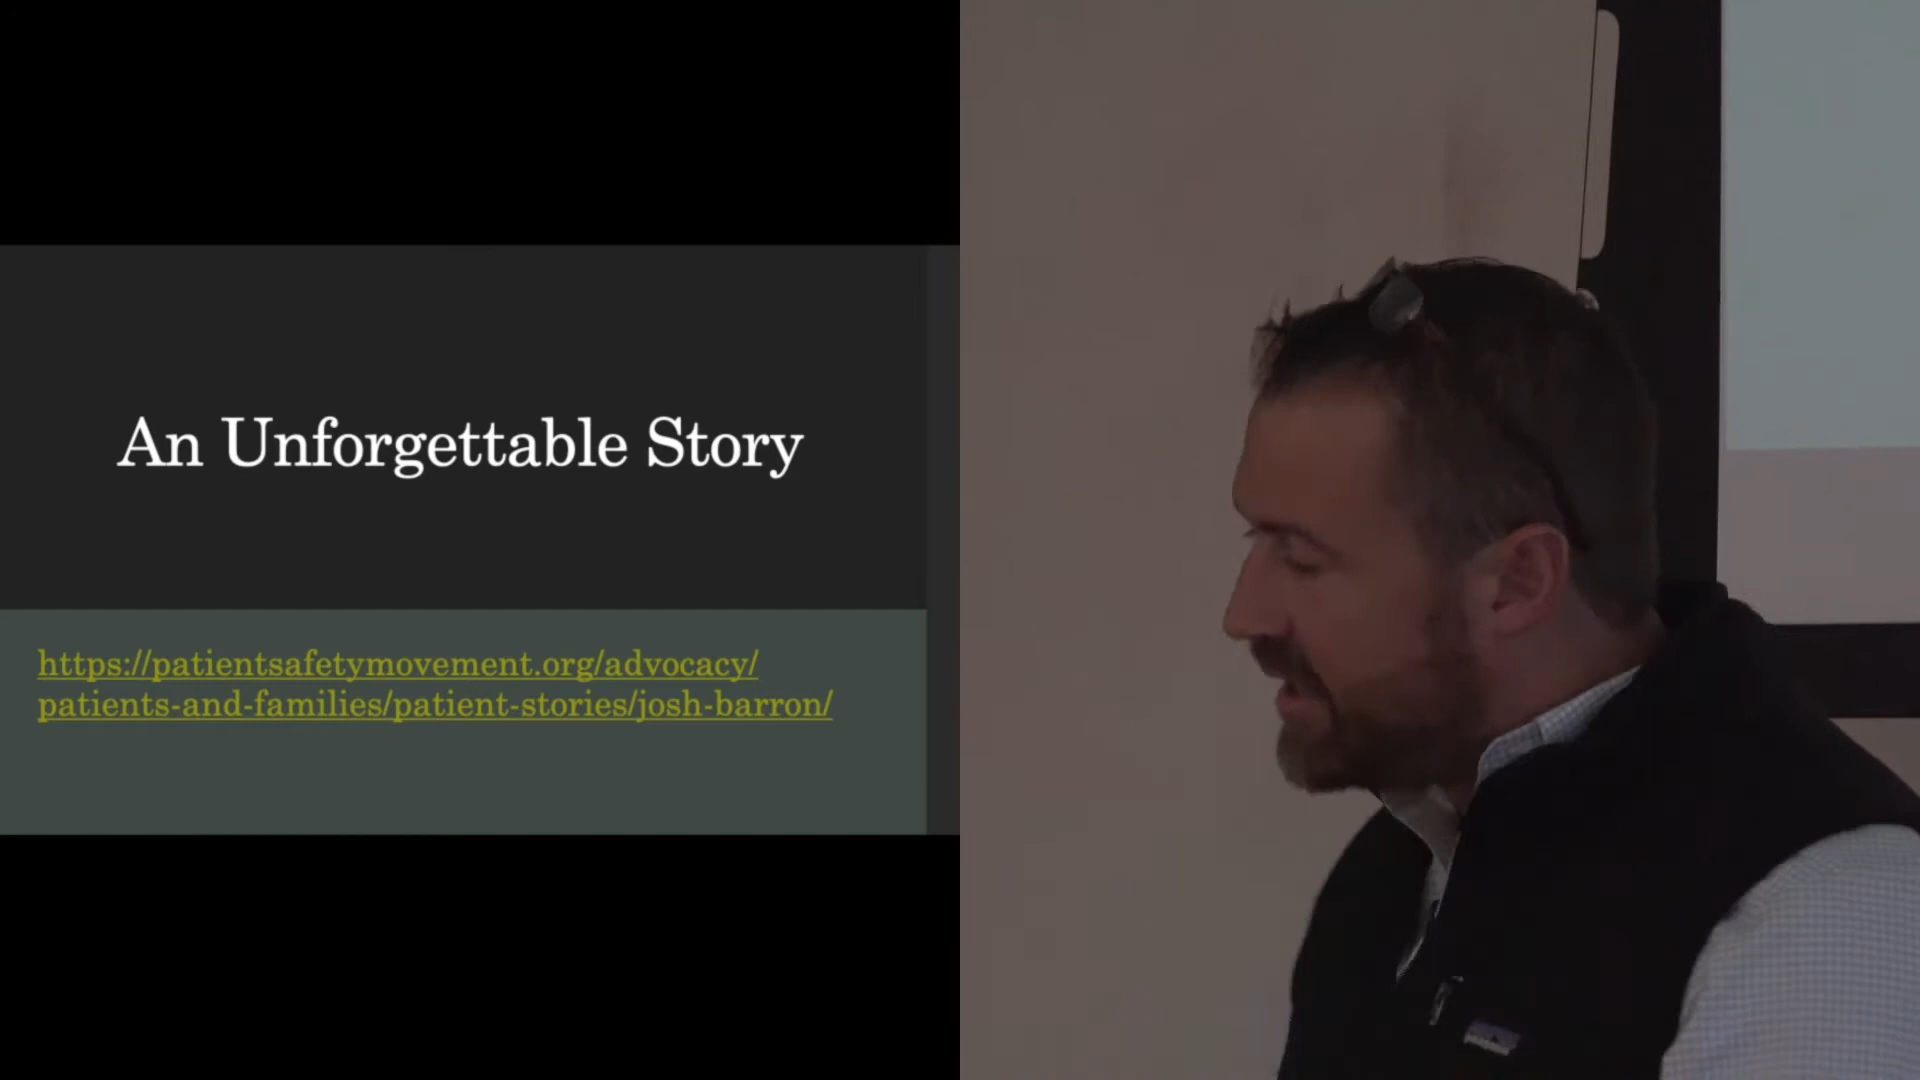 An Unforgettable Story
https://patientsafetymovement.org/advocacy/
patients-and-families/patient-stories/josh-barron/